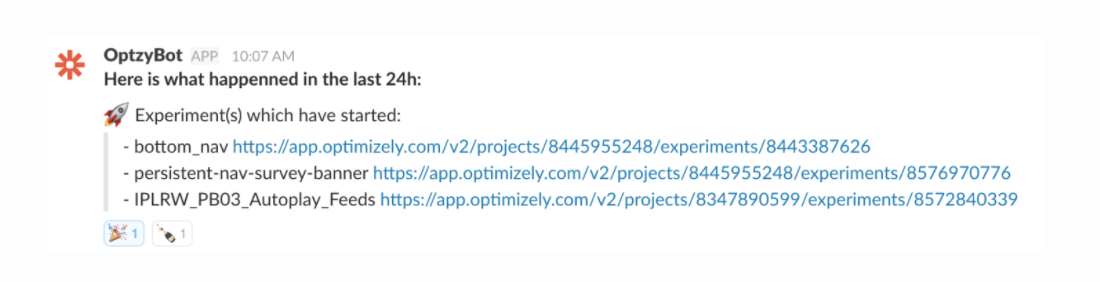 OptzyBot APP 10:07 AM
Here is what happenned in the last 24h:
🚀 Experiment(s) which have started:
- bottom_nav https://app.optimizely.com/v2/projects/8445955248/experiments/8443387626
- persistent-nav-survey-banner https://app.optimizely.com/v2/projects/8445955248/experiments/8576970776
- IPLRW_PB03_Autoplay_Feeds https://app.optimizely.com/v2/projects/8347890599/experiments/8572840339
🎉 1 🍾 1